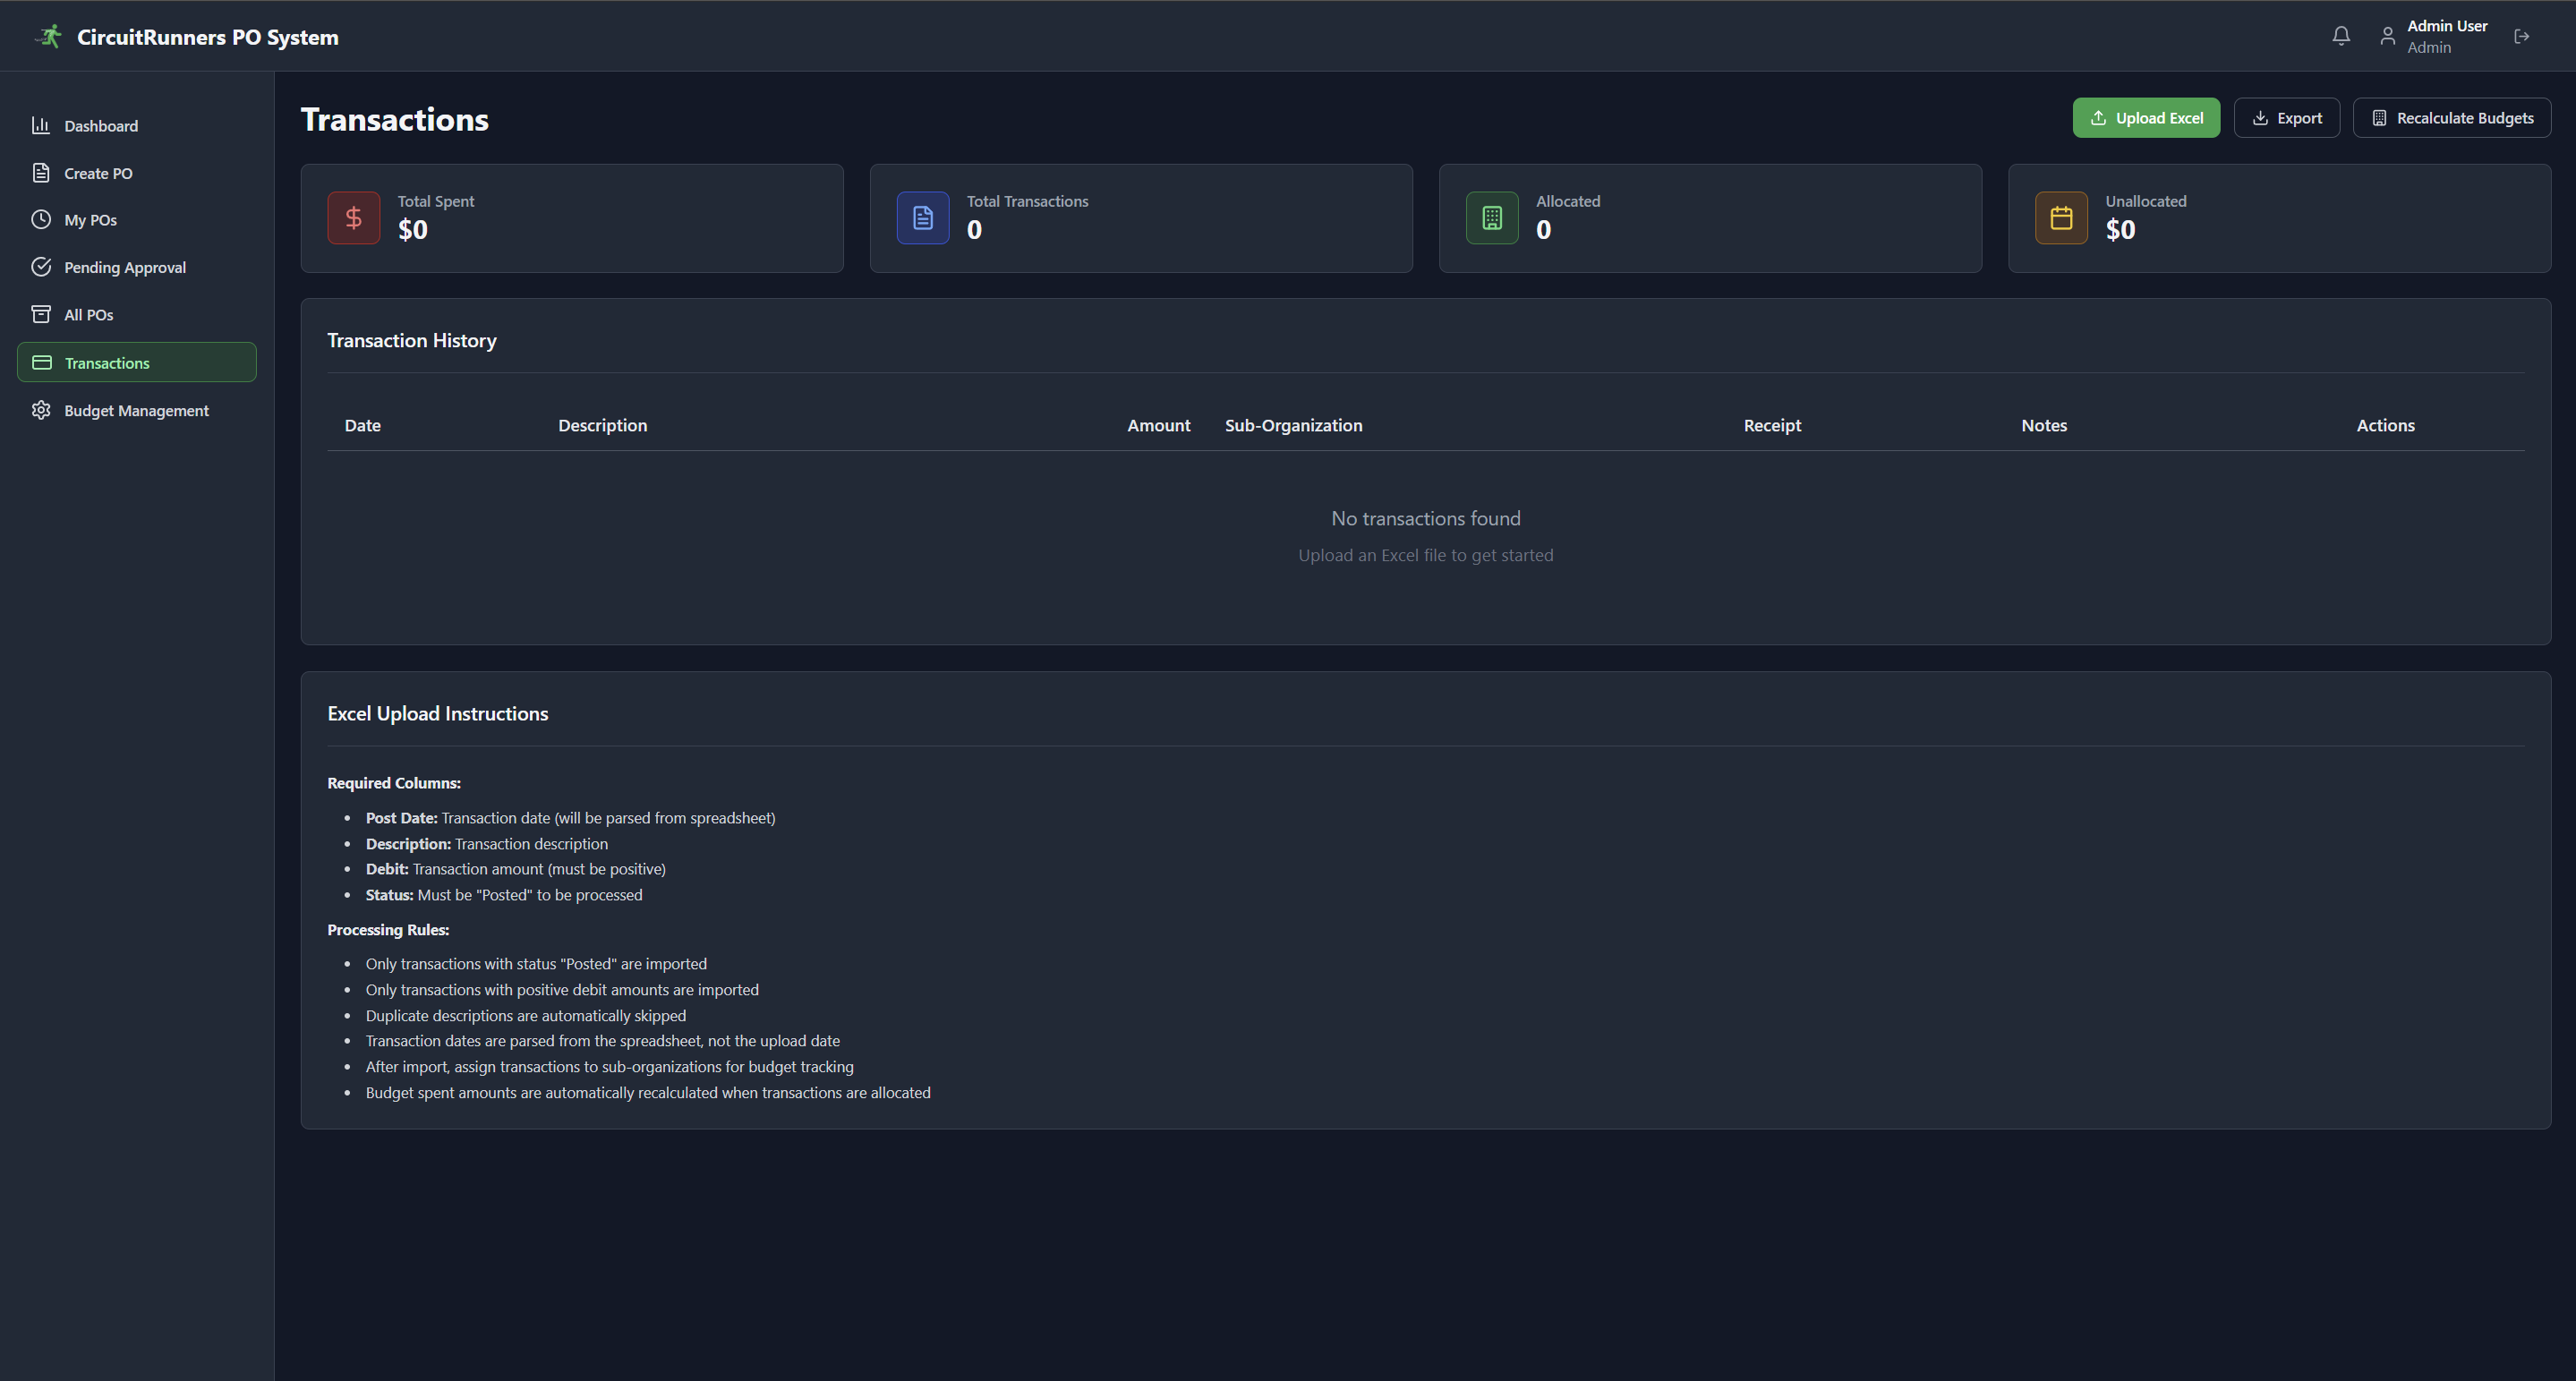 CircuitRunners PO System
Admin User
Admin
Dashboard
Create PO
My POs
Pending Approval
All POs
Transactions
Budget Management
Transactions
Upload Excel
Export
Recalculate Budgets
Total Spent
$0
Total Transactions
0
Allocated
0
Unallocated
$0
Transaction History
Date Description Amount Sub-Organization Receipt Notes Actions
No transactions found
Upload an Excel file to get started
Excel Upload Instructions
Required Columns:
Post Date: Transaction date (will be parsed from spreadsheet)
Description: Transaction description
Debit: Transaction amount (must be positive)
Status: Must be "Posted" to be processed
Processing Rules:
Only transactions with status "Posted" are imported
Only transactions with positive debit amounts are imported
Duplicate descriptions are automatically skipped
Transaction dates are parsed from the spreadsheet, not the upload date
After import, assign transactions to sub-organizations for budget tracking
Budget spent amounts are automatically recalculated when transactions are allocated